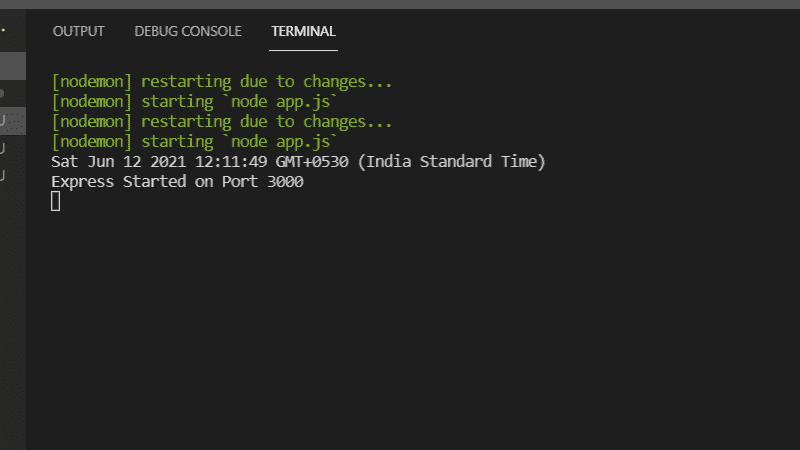 OUTPUT DEBUG CONSOLE TERMINAL
[nodemon] restarting due to changes...
[nodemon] starting `node app.js`
[nodemon] restarting due to changes...
[nodemon] starting `node app.js`
Sat Jun 12 2021 12:11:49 GMT+0530 (India Standard Time)
Express Started on Port 3000